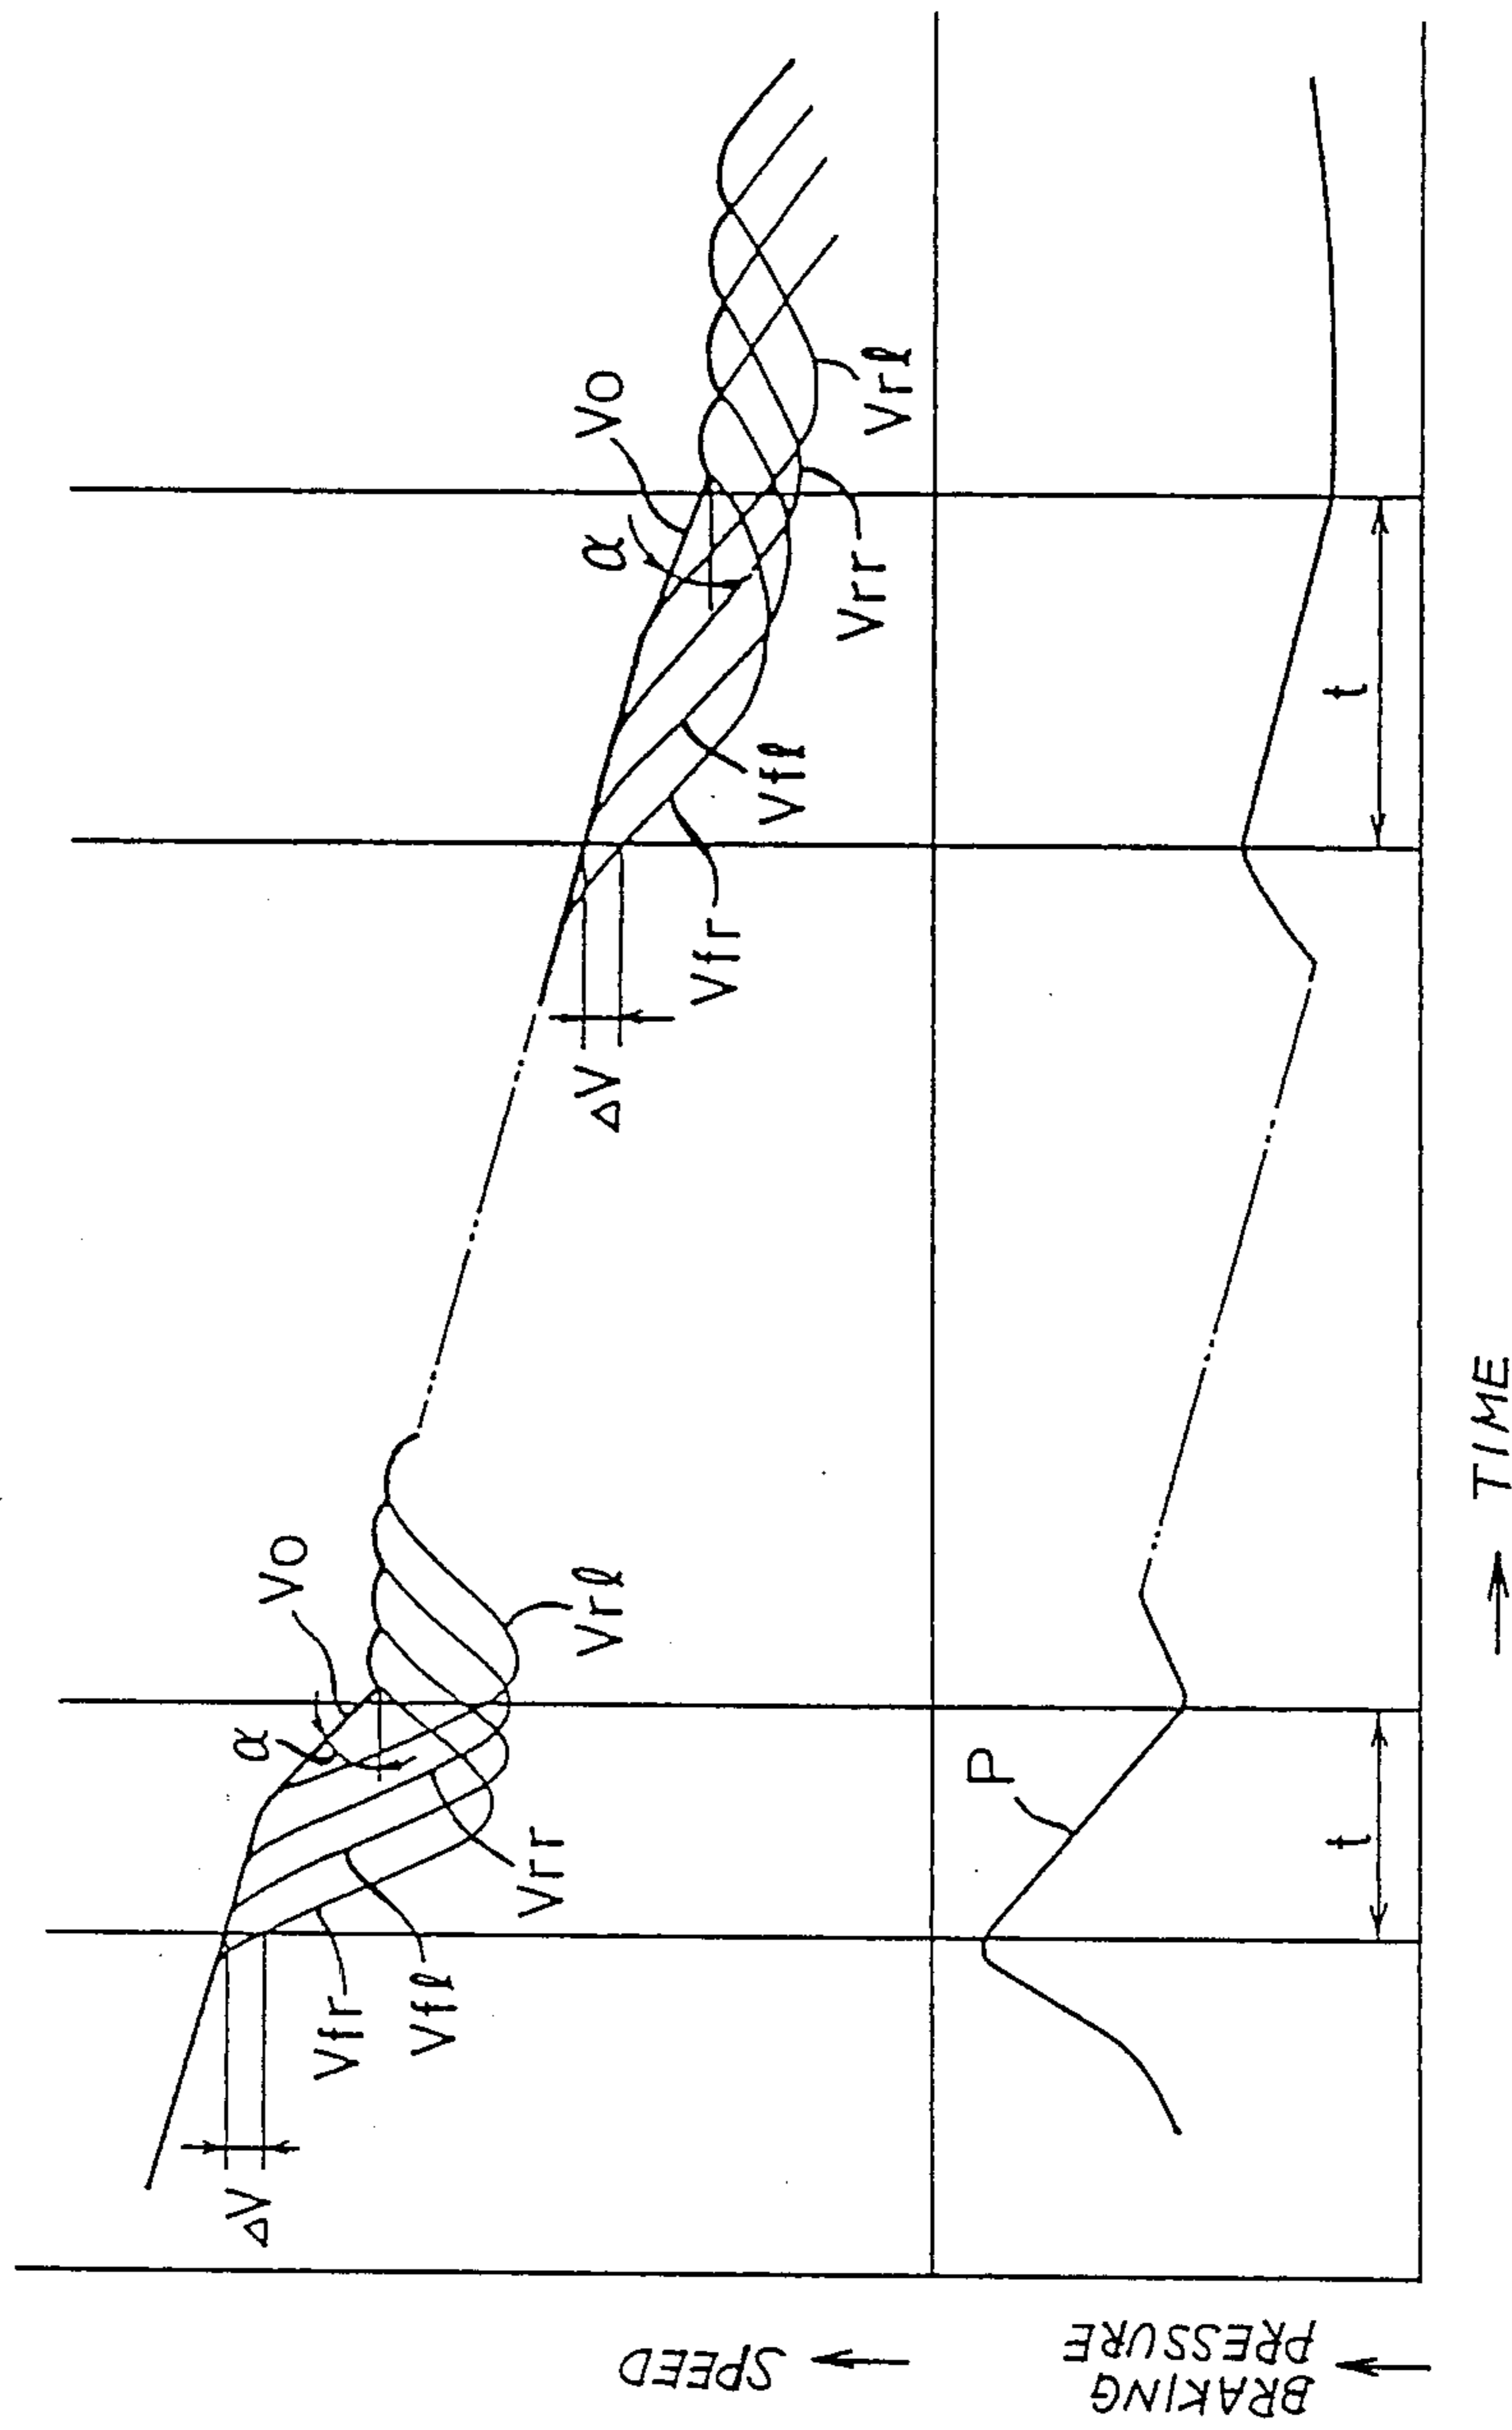 SPEED
ΔV
Vfr
Vfℓ
Vrr
α
Vo
Vrℓ
ΔV
Vfr
Vfℓ
α
Vo
Vrr
Vrℓ
BRAKING
PRESSURE
P
t
t
TIME